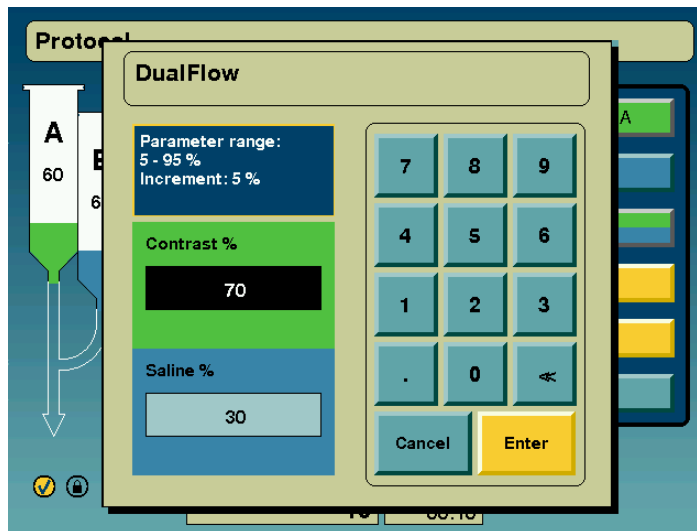 Protocol
DualFlow
A
60
Parameter range:
5 - 95 %
Increment: 5 %
Contrast %
70
Saline %
30
7 8 9
4 5 6
1 2 3
. 0 <<
Cancel Enter
A